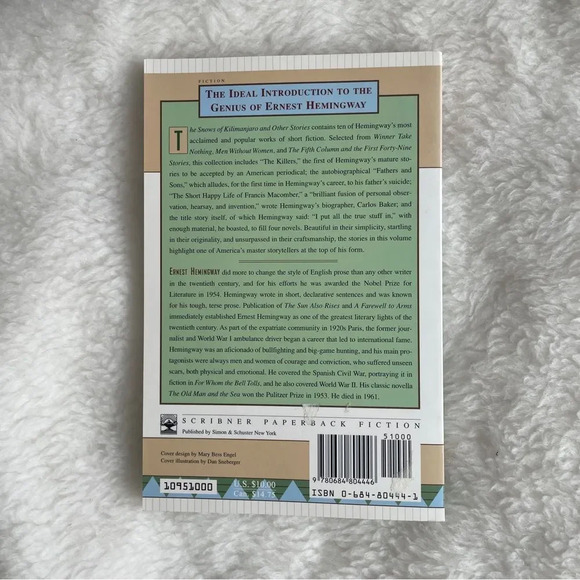 FICTION
THE IDEAL INTRODUCTION TO THE
GENIUS OF ERNEST HEMINGWAY
The Snows of Kilimanjaro and Other Stories contains ten of Hemingway's most
acclaimed and popular works of short fiction. Selected from Winner Take
Nothing, Men Without Women, and The Fifth Column and the First Forty-Nine
Stories, this collection includes "The Killers," the first of Hemingway's mature sto-
ries to be accepted by an American periodical; the autobiographical "Fathers and
Sons," which alludes, for the first time in Hemingway's career, to his father's suicide;
"The Short Happy Life of Francis Macomber," a "brilliant fusion of personal obser-
vation, hearsay, and invention," wrote Hemingway's biographer, Carlos Baker; and
the title story itself, of which Hemingway said: "I put all the true stuff in," with
enough material, he boasted, to fill four novels. Beautiful in their simplicity, startling
in their originality, and unsurpassed in their craftsmanship, the stories in this volume
highlight one of America's master storytellers at the top of his form.
ERNEST HEMINGWAY did more to change the style of English prose than any other writer
in the twentieth century, and for his efforts he was awarded the Nobel Prize for
Literature in 1954. Hemingway wrote in short, declarative sentences and was known
for his tough, terse prose. Publication of The Sun Also Rises and A Farewell to Arms
immediately established Ernest Hemingway as one of the greatest literary lights of the
twentieth century. As part of the expatriate community in 1920s Paris, the former jour-
nalist and World War I ambulance driver began a career that led to international fame.
Hemingway was an aficionado of bullfighting and big-game hunting, and his main pro-
tagonists were always men and women of courage and conviction, who suffered unseen
scars, both physical and emotional. He covered the Spanish Civil War, portraying it in
fiction in For Whom the Bell Tolls, and he also covered World War II. His classic novella
The Old Man and the Sea won the Pulitzer Prize in 1953. He died in 1961.
SCRIBNER PAPERBACK FICTION
Published by Simon & Schuster New York
Cover design by Mary Bess Engel
Cover illustration by Dan Sneberger
10951000
U.S. $10.00
Can. $14.75
51000
9 780684 804446
ISBN 0-684-80444-1